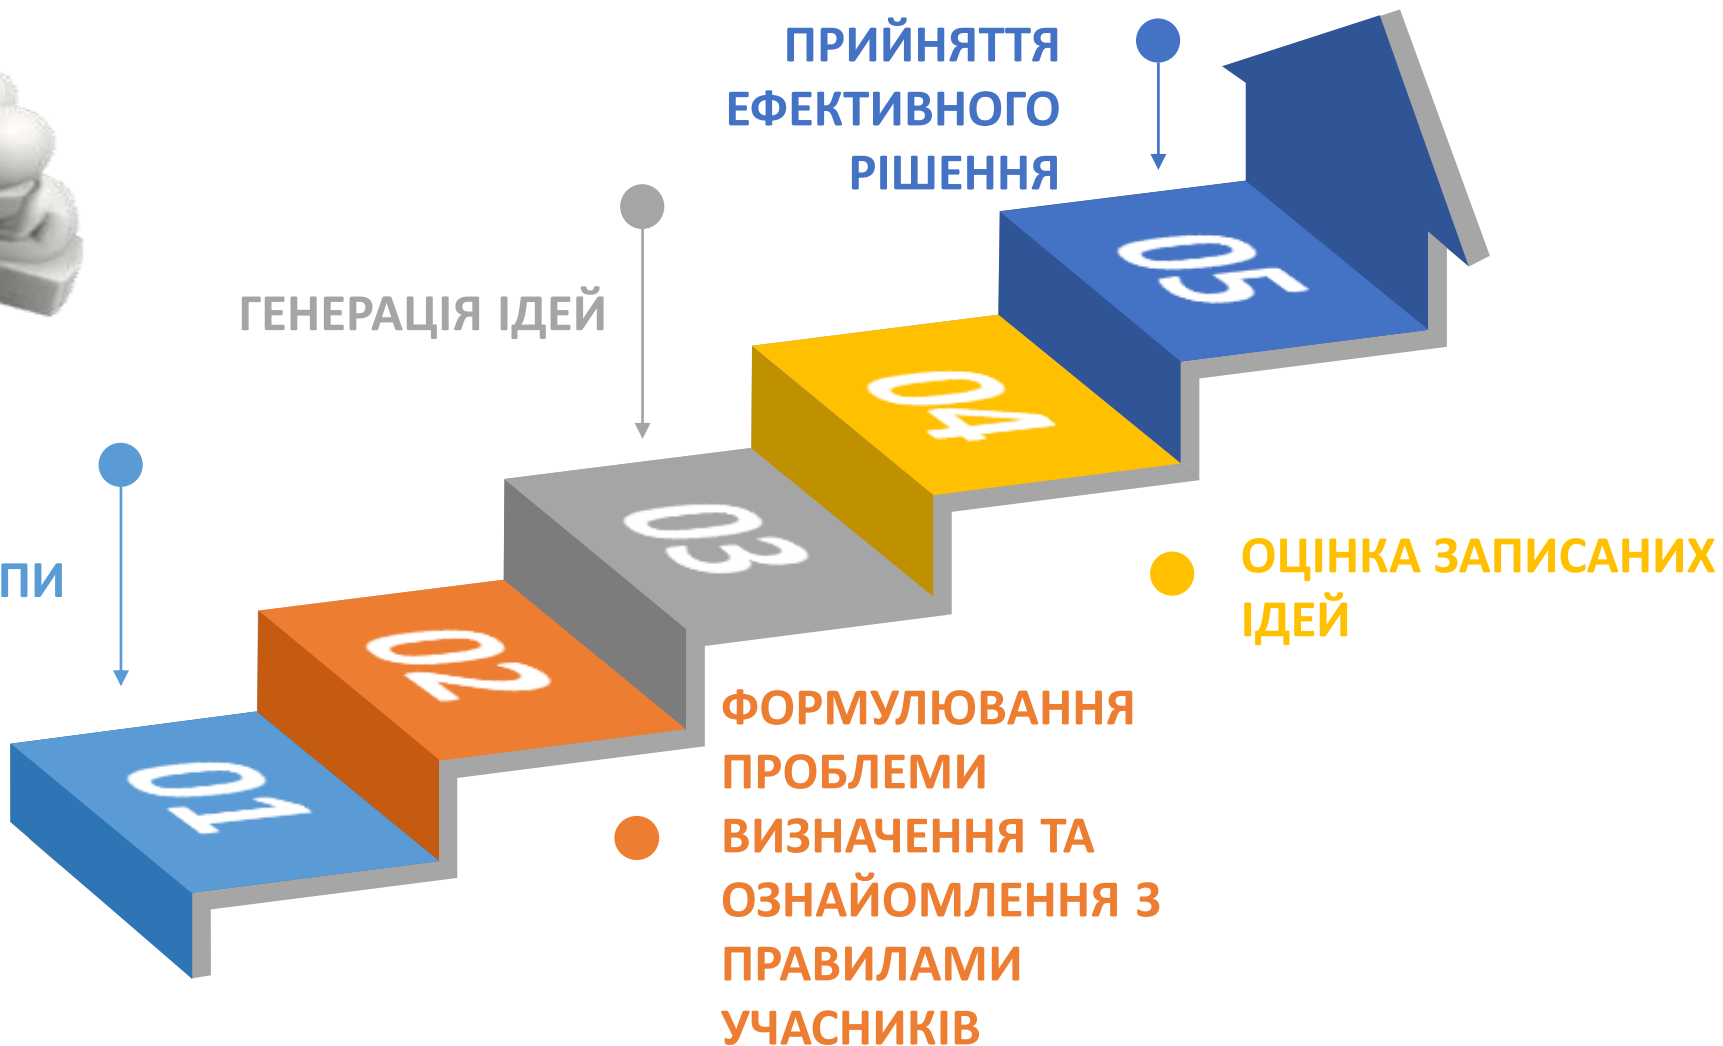 ПРИЙНЯТТЯ
ЕФЕКТИВНОГО
РІШЕННЯ
05
ГЕНЕРАЦІЯ ІДЕЙ
04
03
ОЦІНКА ЗАПИСАНИХ
ІДЕЙ
ПИ
02
ФОРМУЛЮВАННЯ
ПРОБЛЕМИ
ВИЗНАЧЕННЯ ТА
ОЗНАЙОМЛЕННЯ З
ПРАВИЛАМИ
УЧАСНИКІВ
01